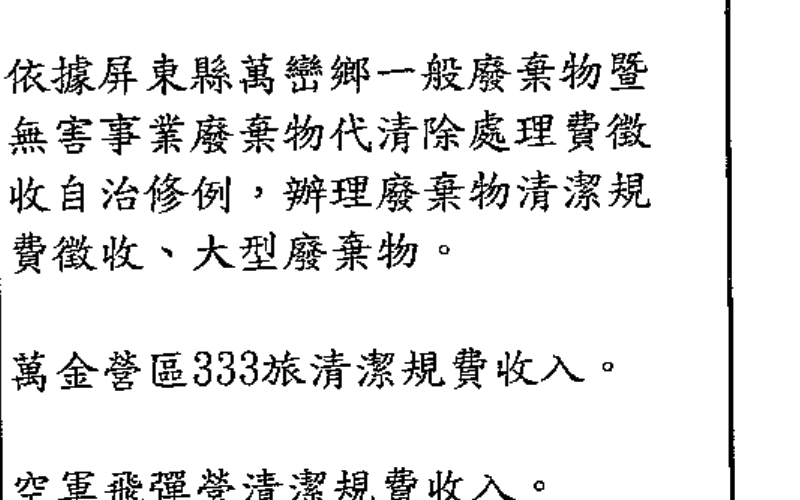 依據屏東縣萬巒鄉一般廢棄物暨
無害事業廢棄物代清除處理費徵
收自治條例,辦理廢棄物清潔規
費徵收、大型廢棄物。
萬金營區333旅清潔規費收入。
空軍飛彈營清潔規費收入。